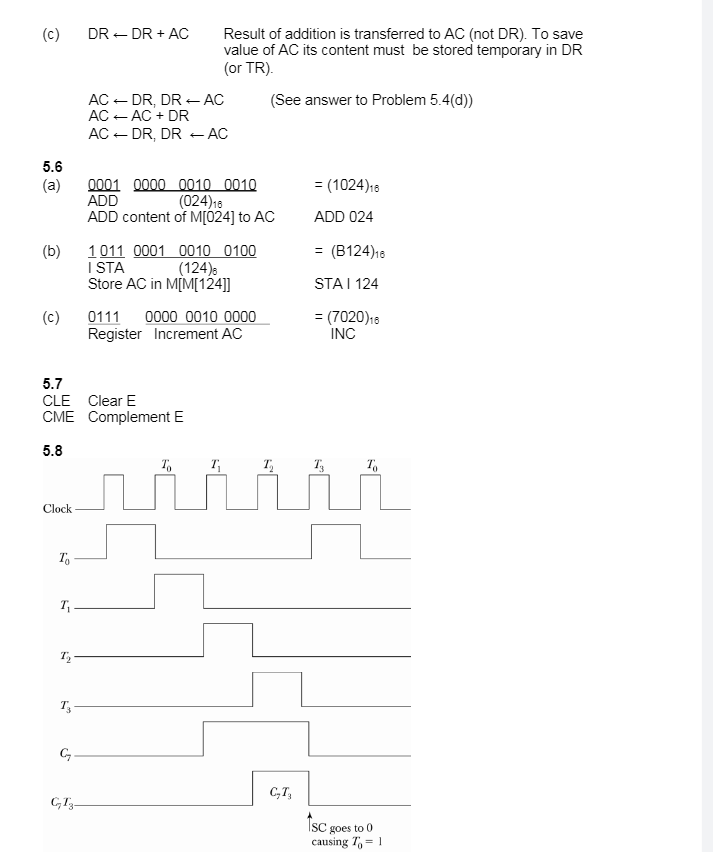 (c) DR ← DR + AC Result of addition is transferred to AC (not DR). To save
value of AC its content must be stored temporary in DR
(or TR).
AC ← DR, DR ← AC (See answer to Problem 5.4(d))
AC ← AC + DR
AC ← DR, DR ← AC
5.6
(a) 0001 0000 0010 0010 = (1024)₁₆
ADD (024)₁₆
ADD content of M[024] to AC ADD 024
(b) 1 011 0001 0010 0100 = (B124)₁₆
I STA (124)₆
Store AC in M[M[124]] STA I 124
(c) 0111 0000 0010 0000 = (7020)₁₆
Register Increment AC INC
5.7
CLE Clear E
CME Complement E
5.8
T₀ T₁ T₂ T₃ T₀
Clock
T₀
T₁
T₂
T₃
C₇
C₇T₃ C₇T₃
SC goes to 0
causing T₀ = 1